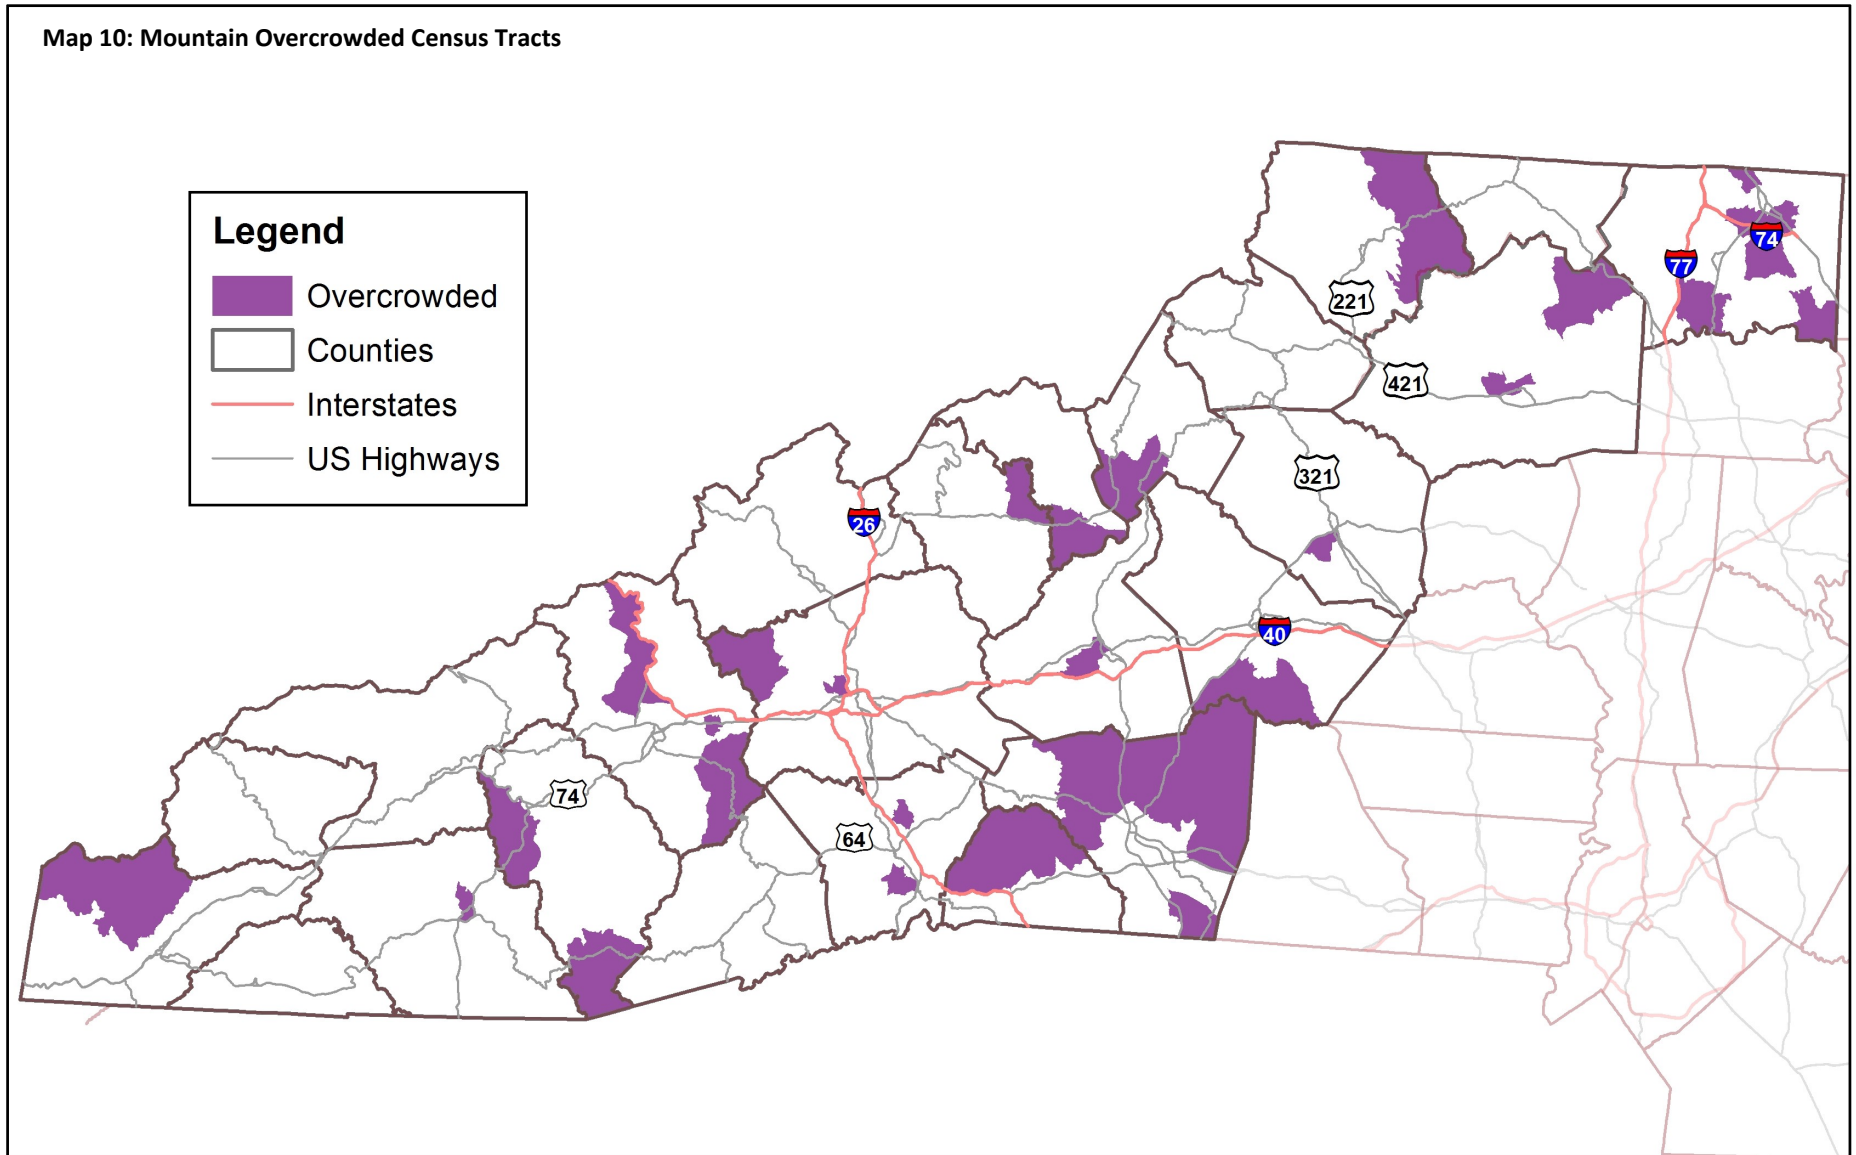 Map 10: Mountain Overcrowded Census Tracts
Legend
Overcrowded
Counties
Interstates
US Highways
74
77
221
421
321
26
40
74
64